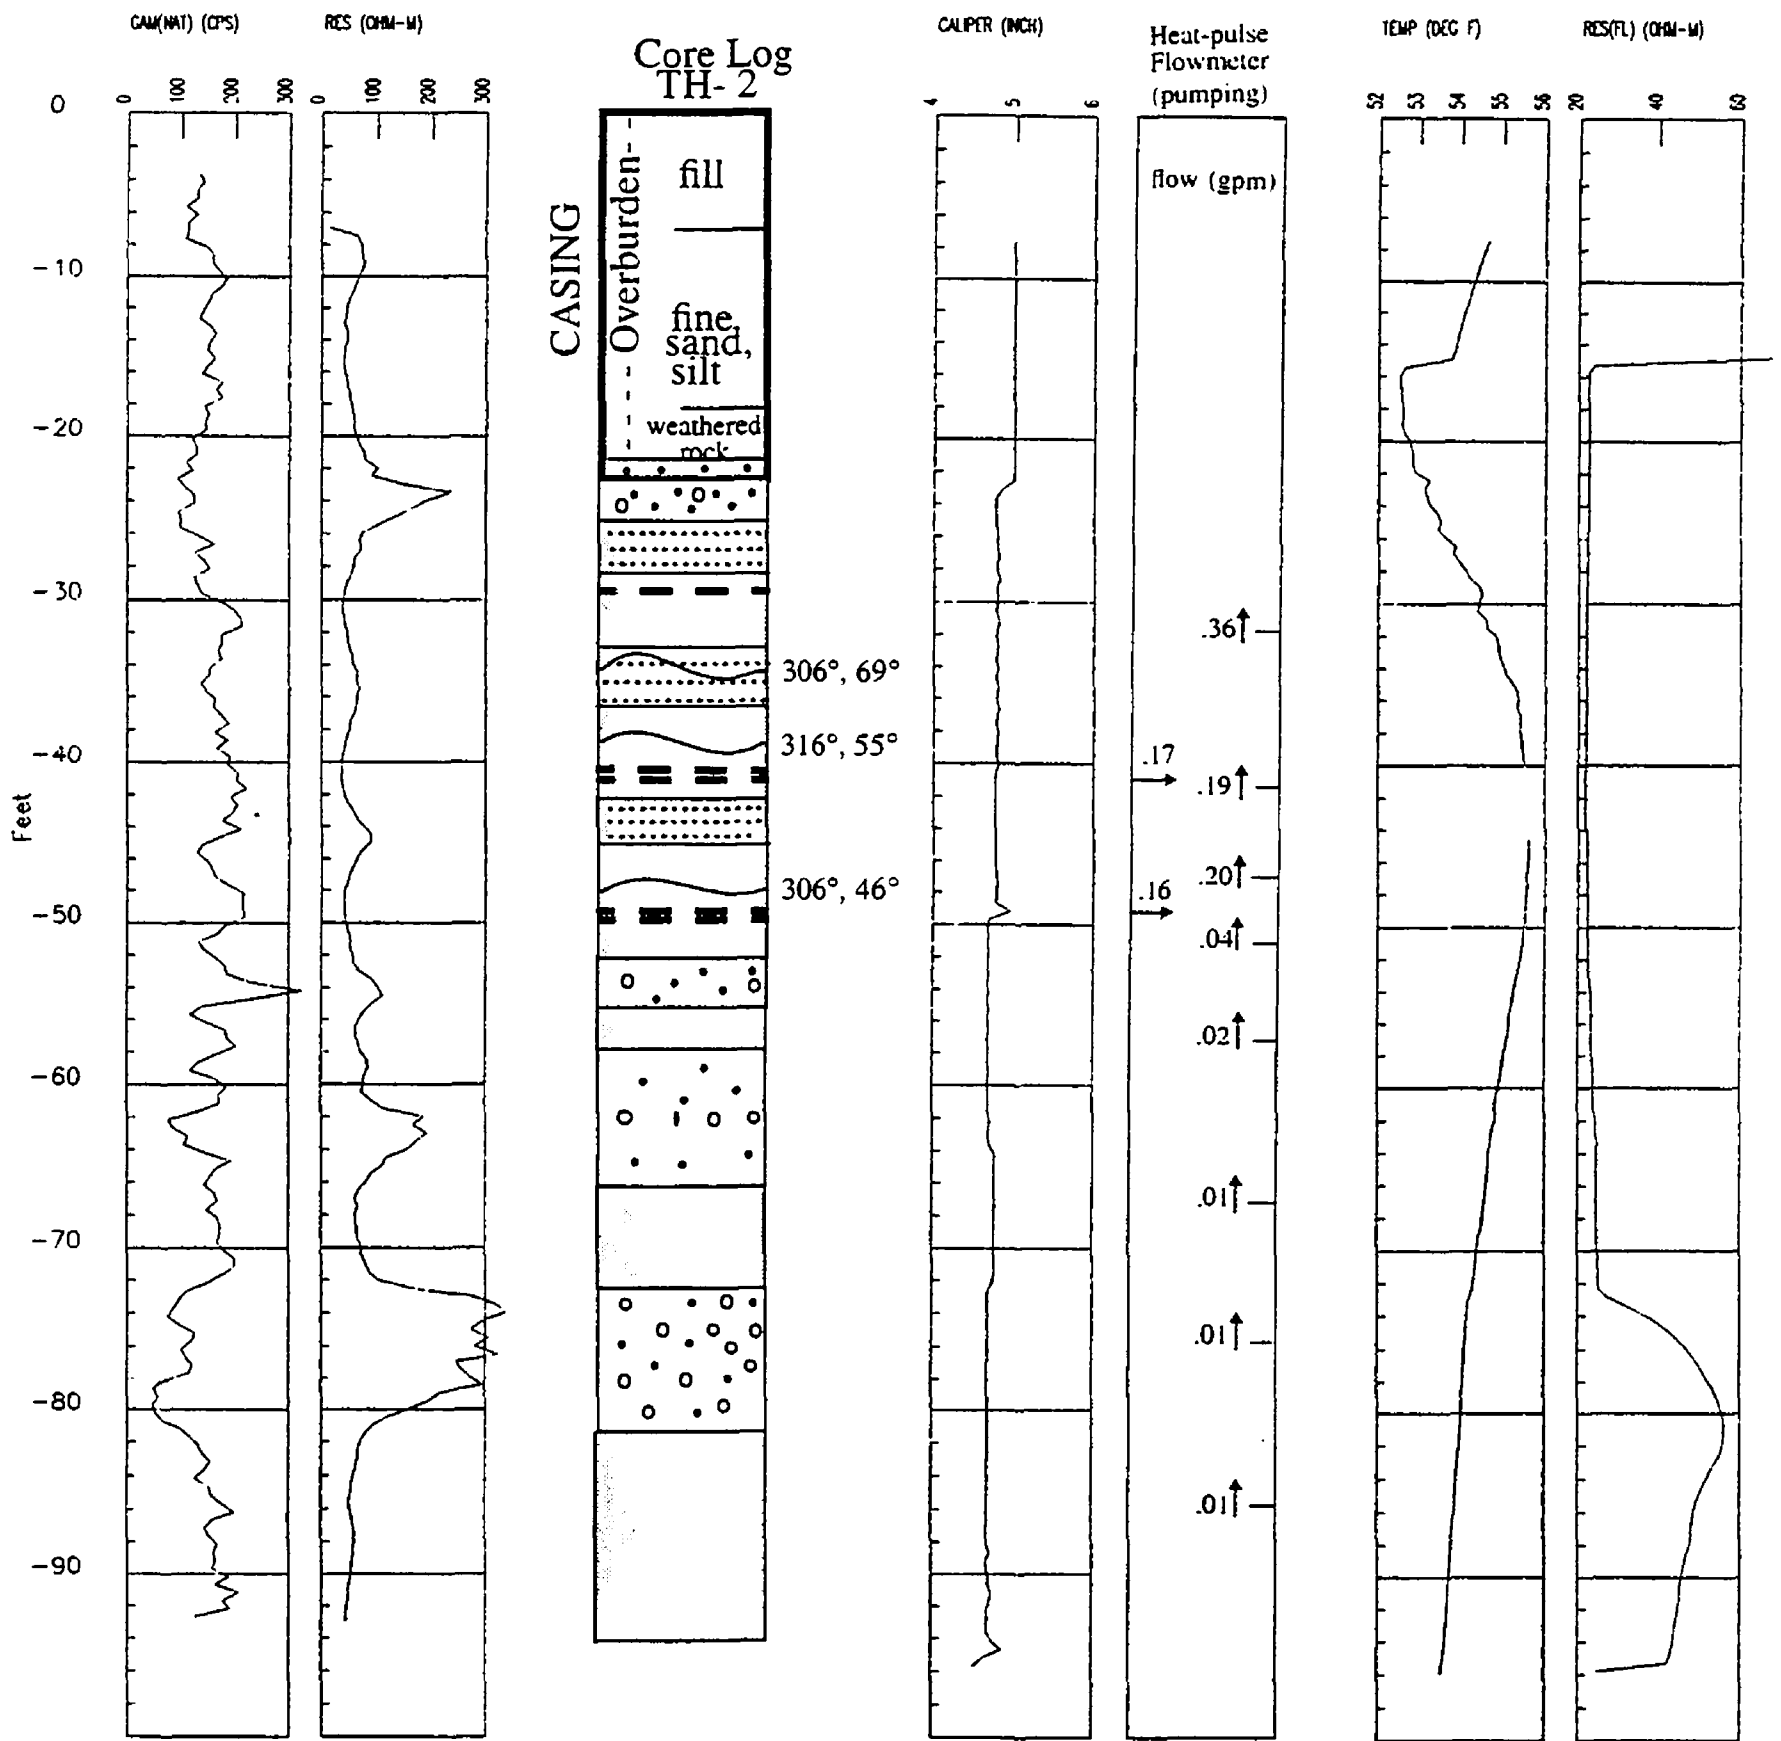 GAM(NAT) (CPS)
RES (OHM-M)
Core Log
TH- 2
CALIPER (INCH)
Heat-pulse
Flowmeter
(pumping)
TEMP (DEG F)
RES(FL) (OHM-M)
0
100
200
300
0
100
200
300
4
5
6
52
53
54
55
56
20
40
60
0
-10
-20
-30
-40
-50
-60
-70
-80
-90
Feet
CASING
Overburden
fill
fine
sand,
silt
weathered
rock
306°, 69°
316°, 55°
306°, 46°
flow (gpm)
.36
.17
.19
.20
.16
.04
.02
.01
.01
.01